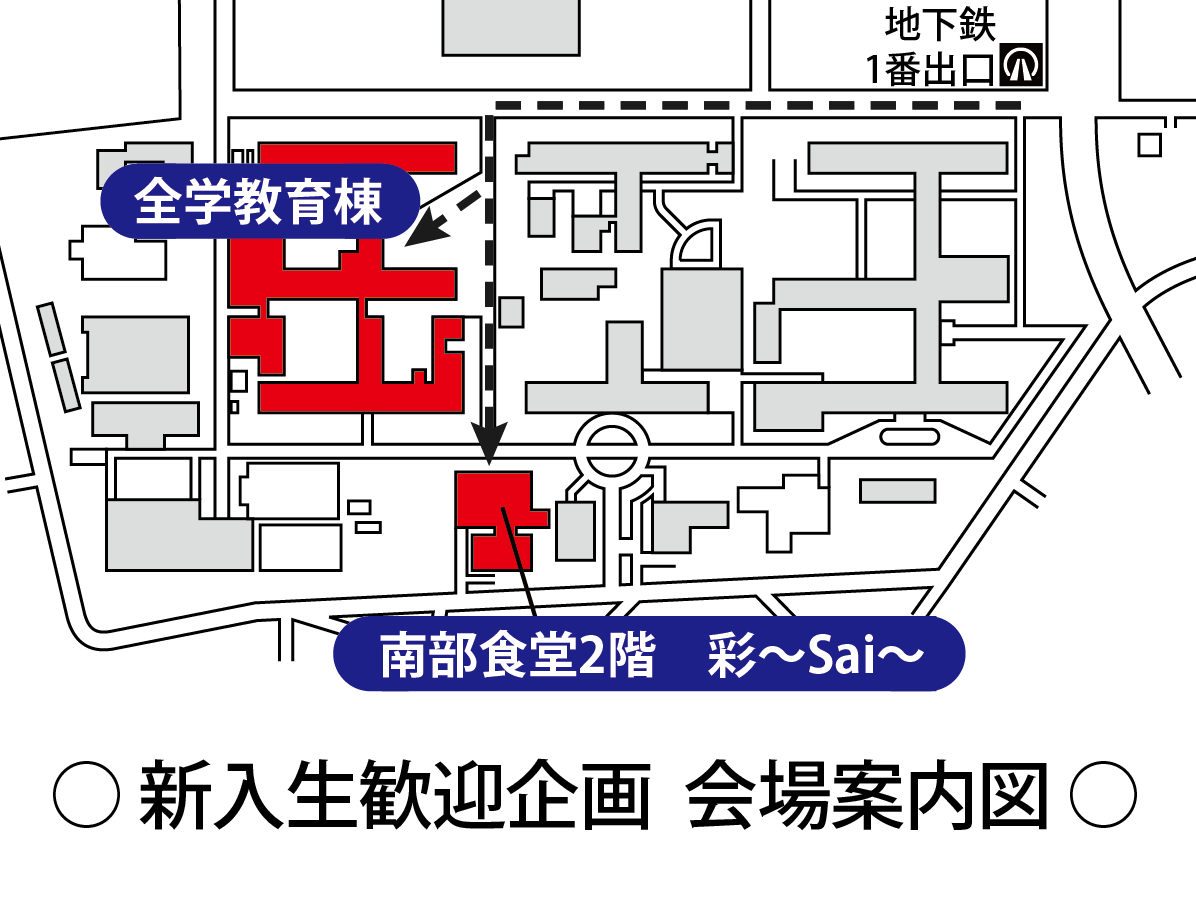 地下鉄
1番出口
全学教育棟
南部食堂2階　彩～Sai～
○ 新入生歓迎企画 会場案内図 ○